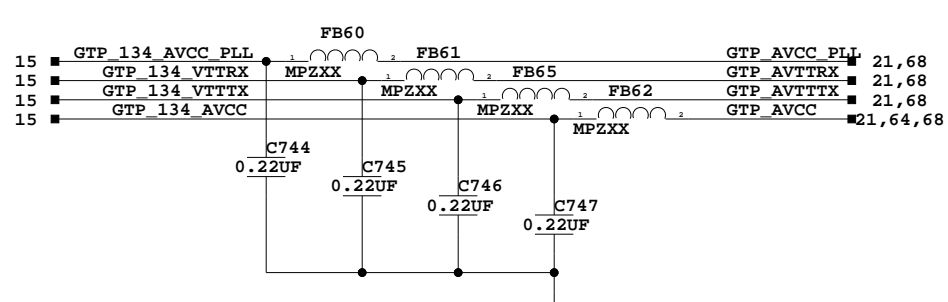 FB60
15 GTP_134_AVCC_PLL 1 2 FB61 GTP_AVCC_PLL 21,68
15 GTP_134_VTTRX MPZXX 1 2 FB65 GTP_AVTTRX 21,68
15 GTP_134_VTTTX MPZXX 1 2 FB62 GTP_AVTTTX 21,68
15 GTP_134_AVCC MPZXX 1 2 GTP_AVCC 21,64,68
MPZXX
C744
0.22UF
C745
0.22UF
C746
0.22UF
C747
0.22UF